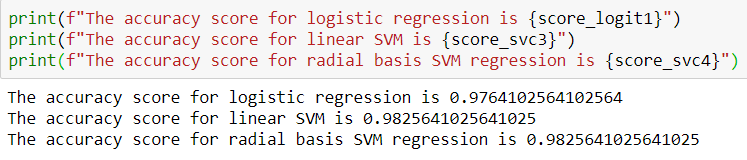 print(f"The accuracy score for logistic regression is {score_logit1}")
print(f"The accuracy score for linear SVM is {score_svc3}")
print(f"The accuracy score for radial basis SVM regression is {score_svc4}")
The accuracy score for logistic regression is 0.9764102564102564
The accuracy score for linear SVM is 0.9825641025641025
The accuracy score for radial basis SVM regression is 0.9825641025641025